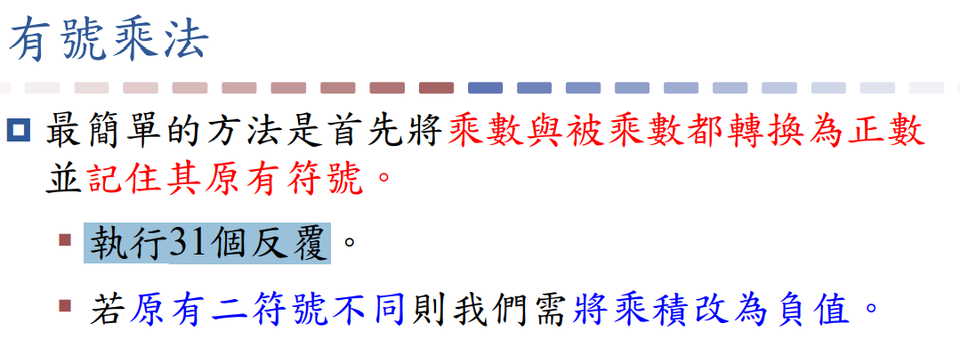 有號乘法
最簡單的方法是首先將乘數與被乘數都轉換為正數
並記住其原有符號。
執行31個反覆。
若原有二符號不同則我們需將乘積改為負值。